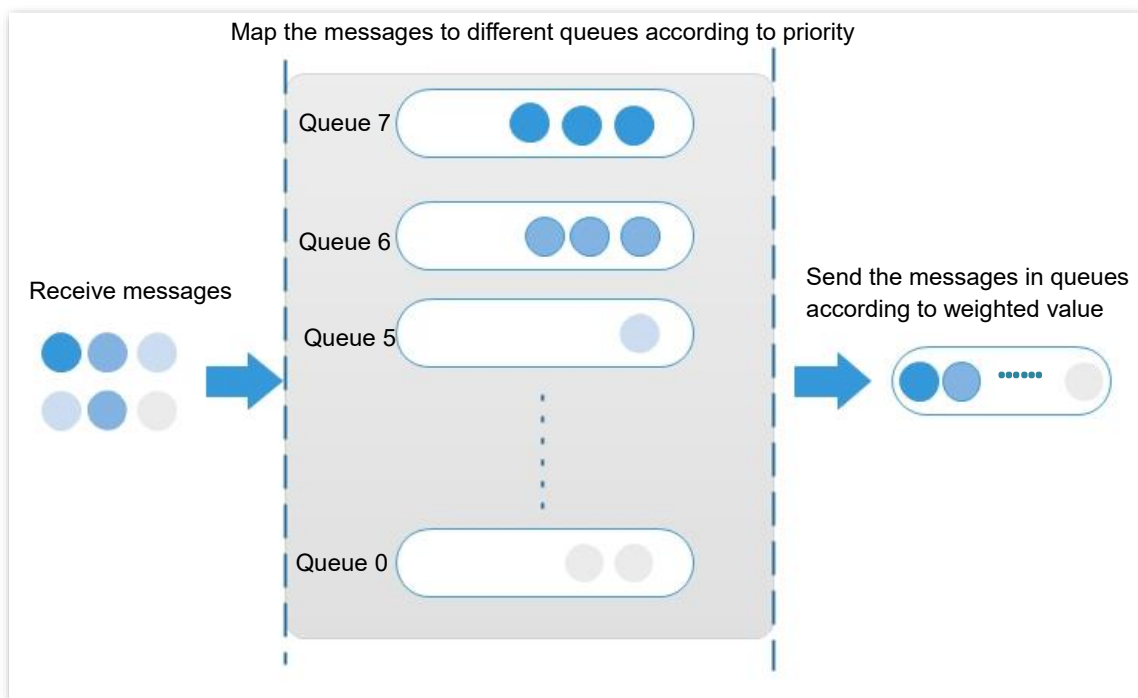 Map the messages to different queues according to priority
Queue 7
Queue 6
Queue 5
Queue 0
Receive messages
Send the messages in queues
according to weighted value